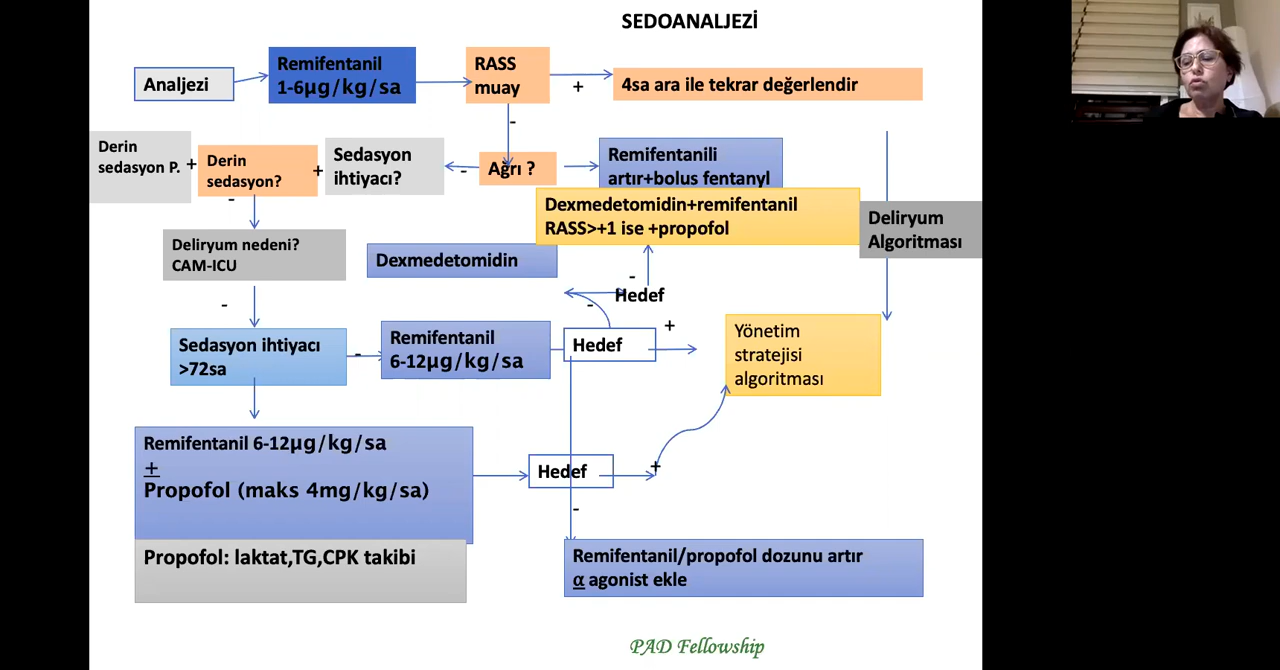 SEDOANALJEZİ
Analjezi
Remifentanil
1-6µg/kg/sa
RASS
muay
+
4sa ara ile tekrar değerlendir
-
Derin
sedasyon P.
+
Derin
sedasyon?
+
Sedasyon
ihtiyacı?
-
Ağrı ?
Remifentanili
artır+bolus fentanyl
-
Dexmedetomidin+remifentanil
RASS>+1 ise +propofol
Deliryum
Algoritması
Deliryum nedeni?
CAM-ICU
Dexmedetomidin
-
Hedef
-
-
Sedasyon ihtiyacı
>72sa
-
Remifentanil
6-12µg/kg/sa
Hedef
+
Yönetim
stratejisi
algoritması
Remifentanil 6-12µg/kg/sa
+
Propofol (maks 4mg/kg/sa)
Hedef
+
-
Propofol: laktat,TG,CPK takibi
Remifentanil/propofol dozunu artır
α agonist ekle
PAD Fellowship